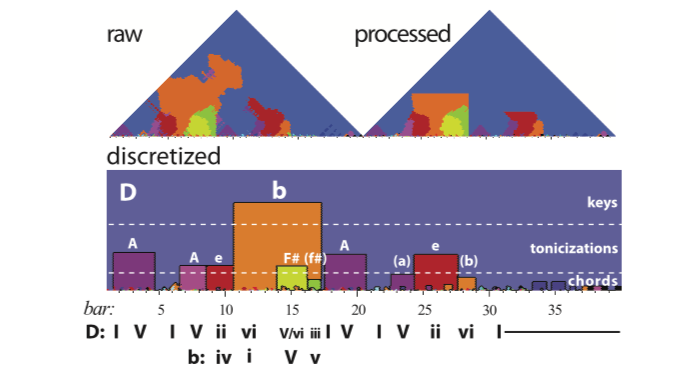 raw
processed
discretized
D
b
keys
A
A
e
F# (f#)
A
(a)
e
(b)
tonicizations
chords
bar:
5
10
15
20
25
30
35
D: I V I V ii vi V/vi iii I V I V ii vi I
b: iv i V v